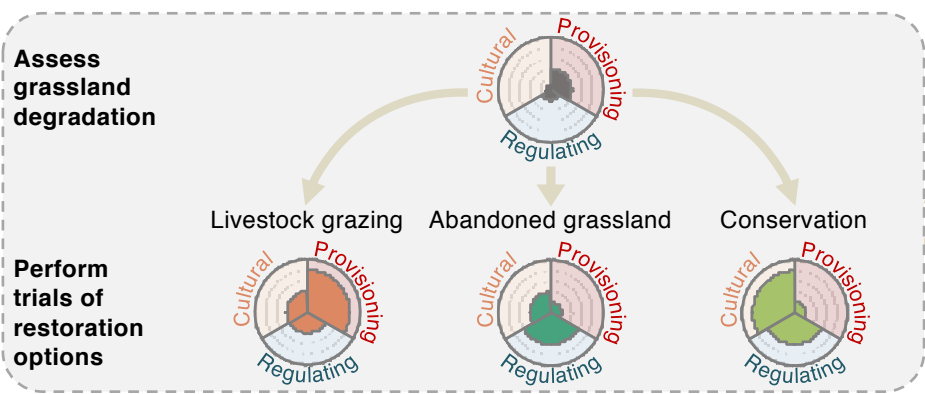 Assess
grassland
degradation
Cultural
Provisioning
Regulating
Livestock grazing
Abandoned grassland
Conservation
Perform
trials of
restoration
options
Cultural
Provisioning
Regulating
Cultural
Provisioning
Regulating
Cultural
Provisioning
Regulating